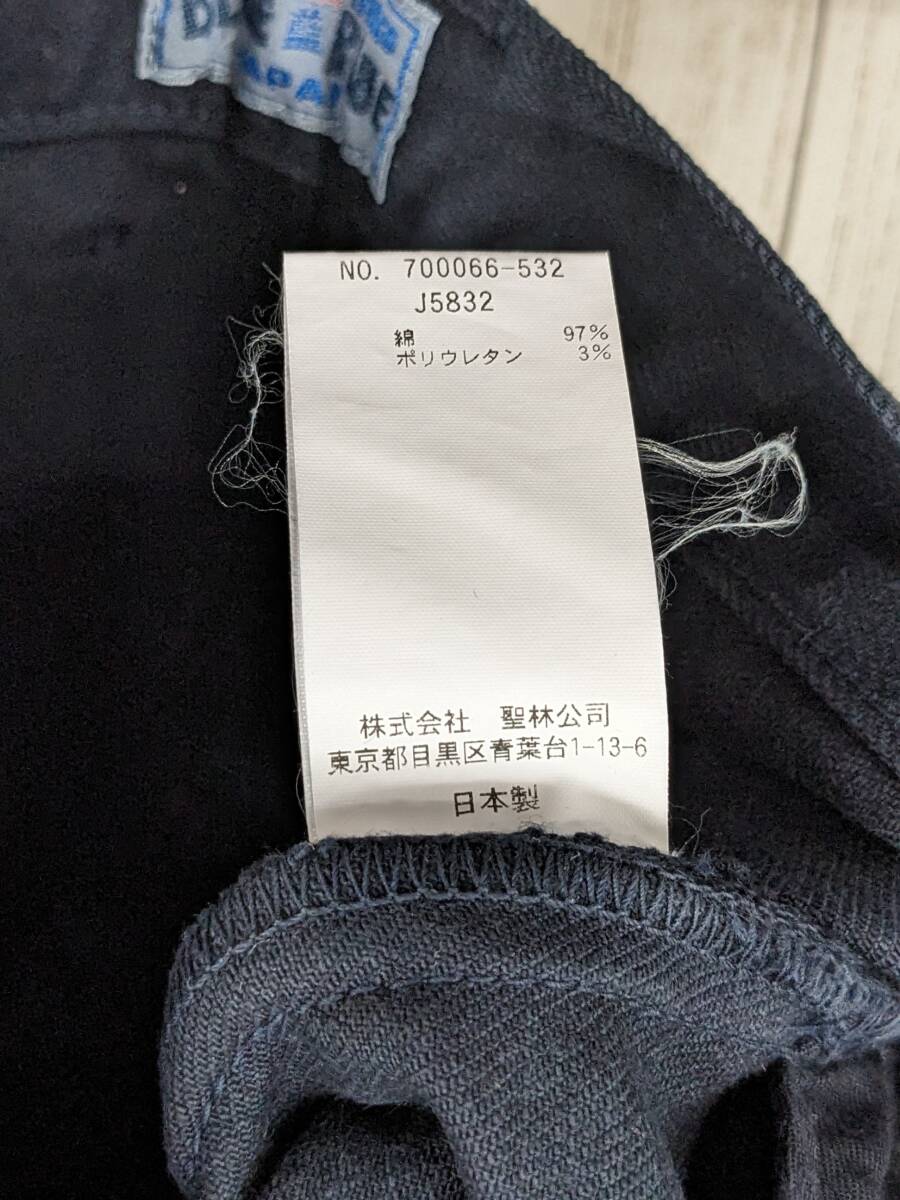 藍
NO. 700066-532
J5832
綿 97%
ポリウレタン 3%
株式会社 聖林公司
東京都目黒区青葉台1-13-6
日本製